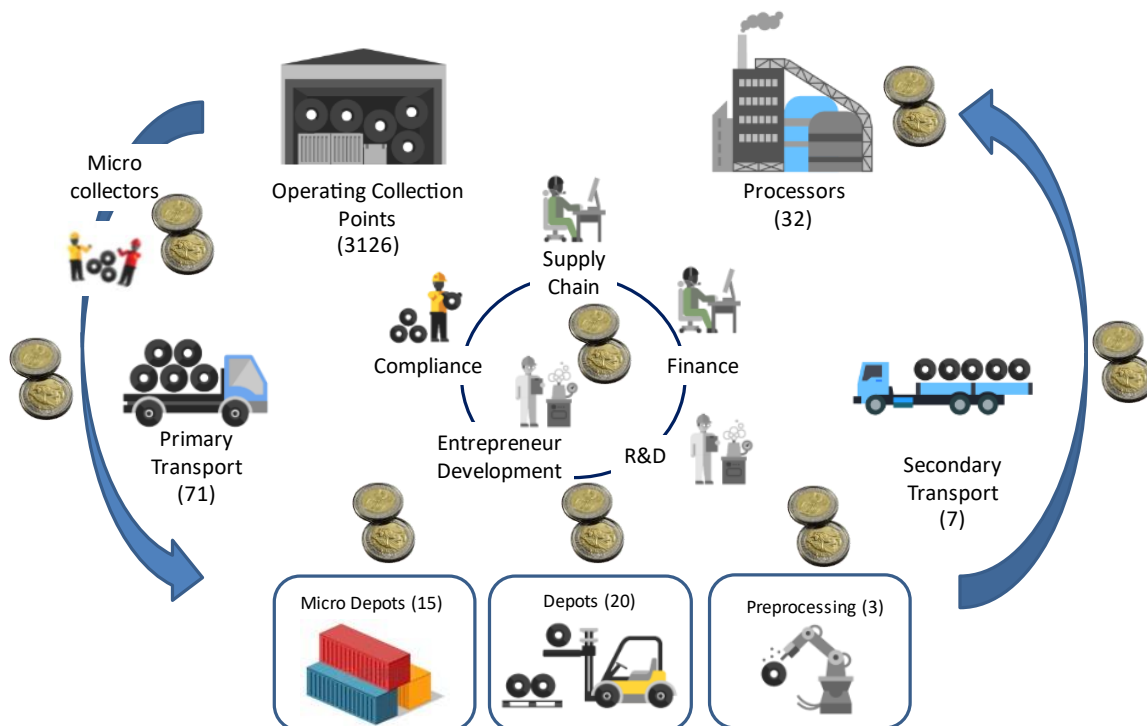 Micro
collectors
Operating Collection
Points
(3126)
Processors
(32)
Supply
Chain
Compliance
Finance
Entrepreneur
Development
R&D
Primary
Transport
(71)
Secondary
Transport
(7)
Micro Depots (15)
Depots (20)
Preprocessing (3)